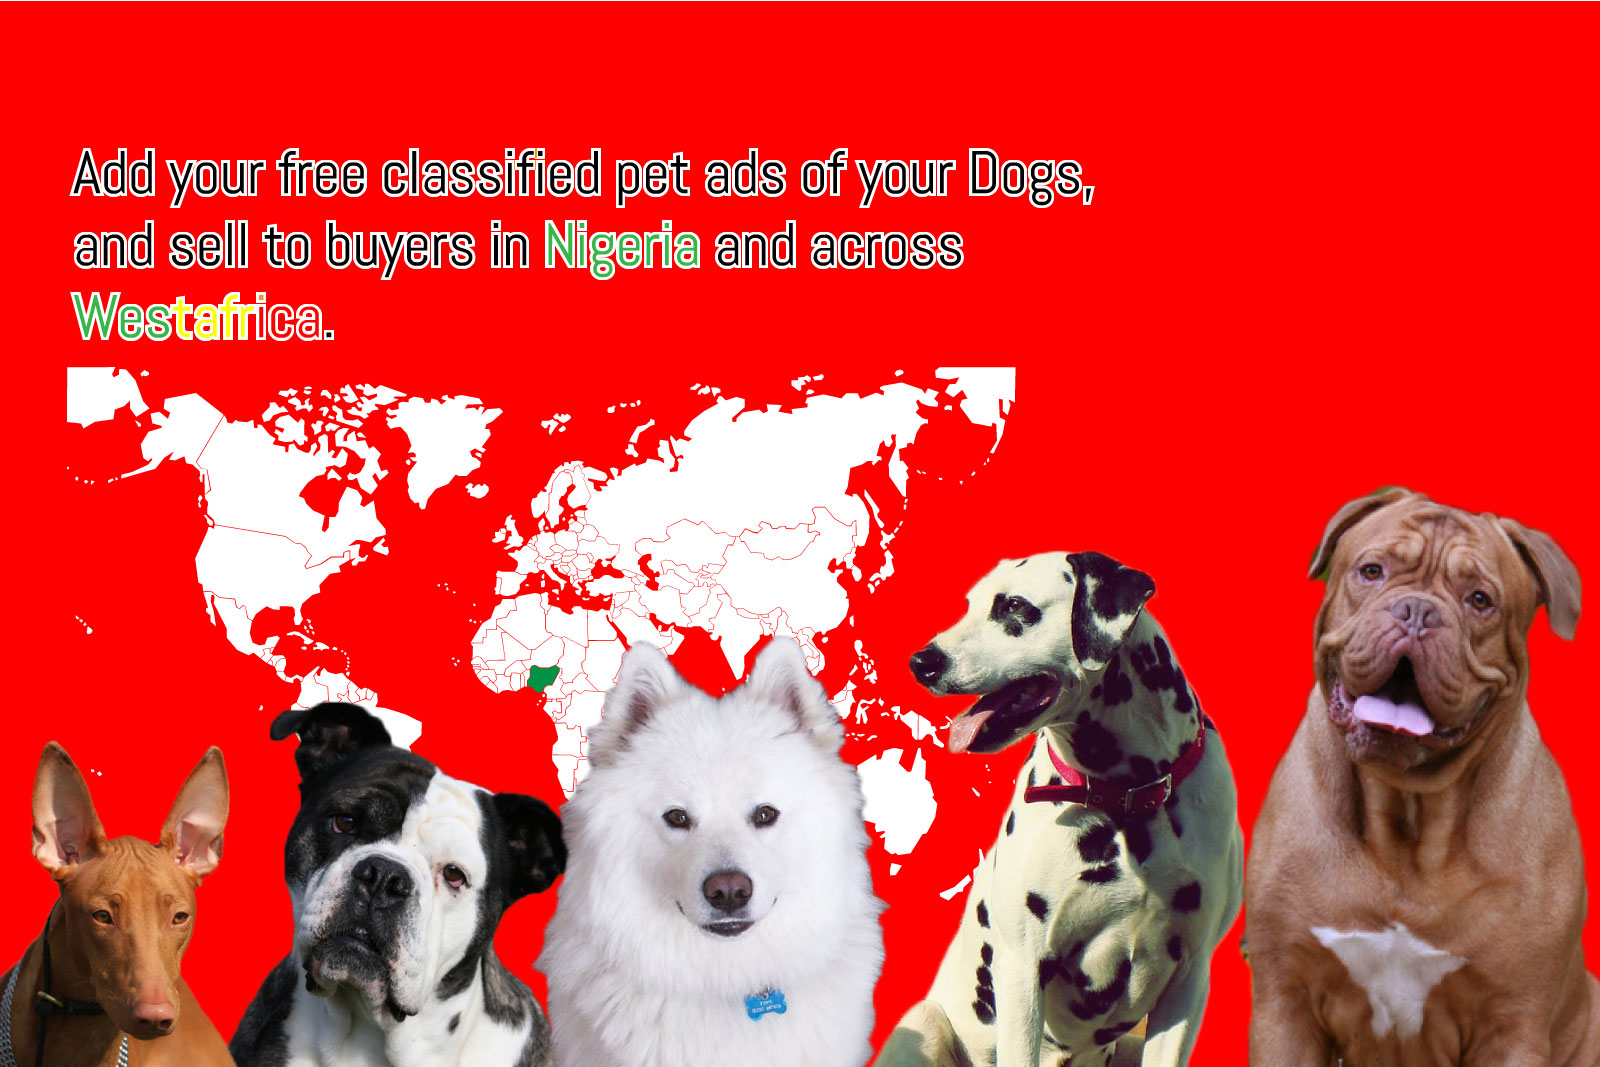 Add your free classified pet ads of your Dogs,
and sell to buyers in Nigeria and across
Westafrica.